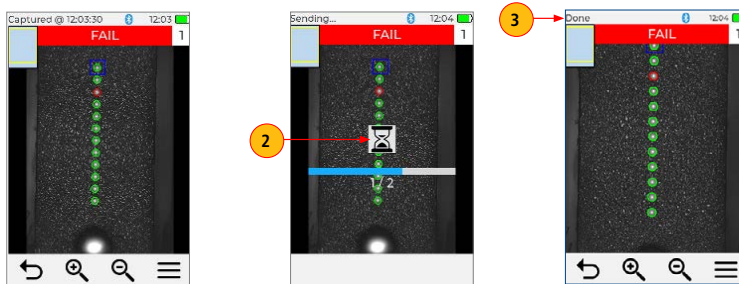 Captured @ 12:03:30 12:03
FAIL 1
Sending... 12:04
FAIL 1
2
1 / 2
3
Done 12:04
FAIL 1